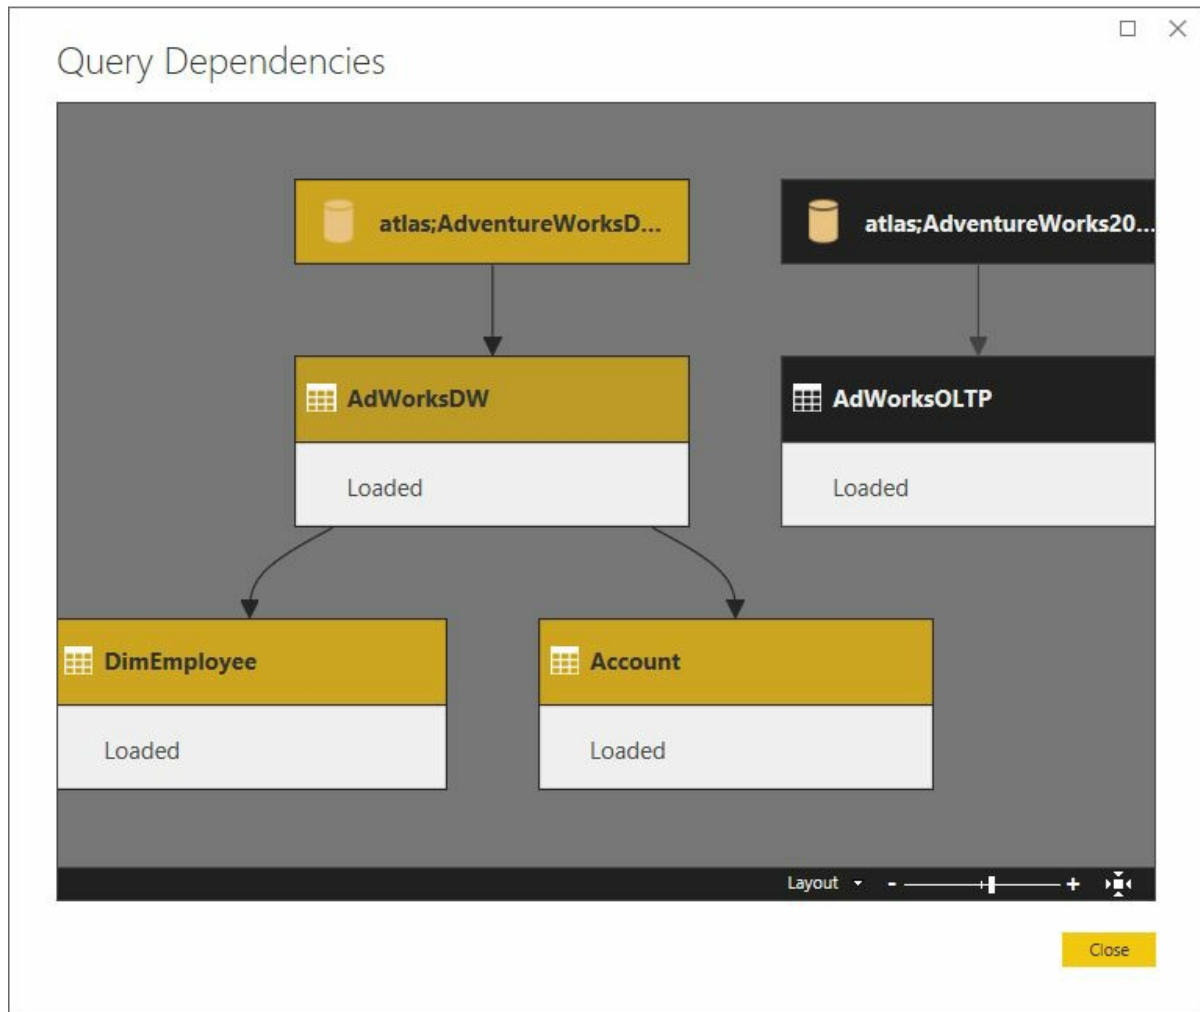 Query Dependencies
atlas;AdventureWorksD...
atlas;AdventureWorks20...
AdWorksDW
AdWorksOLTP
Loaded
Loaded
DimEmployee
Account
Loaded
Loaded
Layout
Close